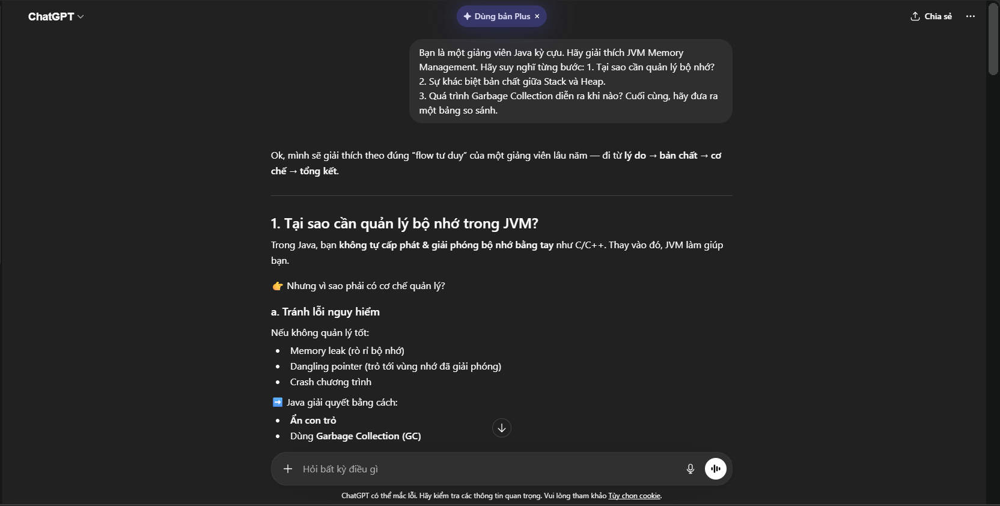 ChatGPT
Dùng bản Plus ×
Chia sẻ
Bạn là một giảng viên Java kỳ cựu. Hãy giải thích JVM Memory
Management. Hãy suy nghĩ từng bước: 1. Tại sao cần quản lý bộ nhớ?
2. Sự khác biệt bản chất giữa Stack và Heap.
3. Quá trình Garbage Collection diễn ra khi nào? Cuối cùng, hãy đưa ra
một bảng so sánh.
Ok, mình sẽ giải thích theo đúng “flow tư duy” của một giảng viên lâu năm — đi từ lý do → bản chất → cơ
chế → tổng kết.
1. Tại sao cần quản lý bộ nhớ trong JVM?
Trong Java, bạn không tự cấp phát & giải phóng bộ nhớ bằng tay như C/C++. Thay vào đó, JVM làm giúp
bạn.
👉 Nhưng vì sao phải có cơ chế quản lý?
a. Tránh lỗi nguy hiểm
Nếu không quản lý tốt:
• Memory leak (rò rỉ bộ nhớ)
• Dangling pointer (trỏ tới vùng nhớ đã giải phóng)
• Crash chương trình
➡️ Java giải quyết bằng cách:
• Ẩn con trỏ
• Dùng Garbage Collection (GC)
Hỏi bất kỳ điều gì
ChatGPT có thể mắc lỗi. Hãy kiểm tra các thông tin quan trọng. Vui lòng tham khảo Tùy chọn cookie.